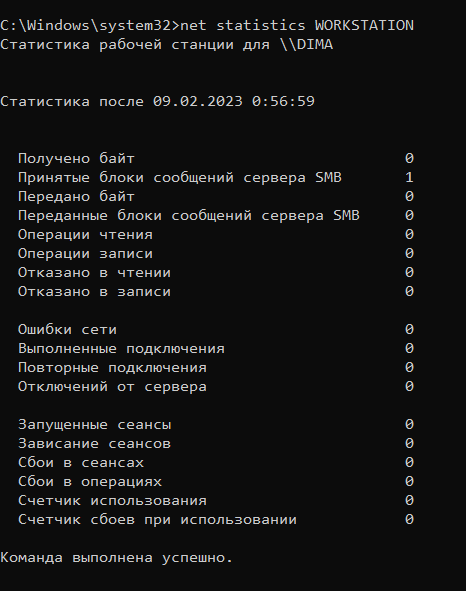 C:\Windows\system32>net statistics WORKSTATION
Статистика рабочей станции для \\DIMA
Статистика после 09.02.2023 0:56:59
Получено байт 0
Принятые блоки сообщений сервера SMB 1
Передано байт 0
Переданные блоки сообщений сервера SMB 0
Операции чтения 0
Операции записи 0
Отказано в чтении 0
Отказано в записи 0
Ошибки сети 0
Выполненные подключения 0
Повторные подключения 0
Отключений от сервера 0
Запущенные сеансы 0
Зависание сеансов 0
Сбои в сеансах 0
Сбои в операциях 0
Счетчик использования 0
Счетчик сбоев при использовании 0
Команда выполнена успешно.